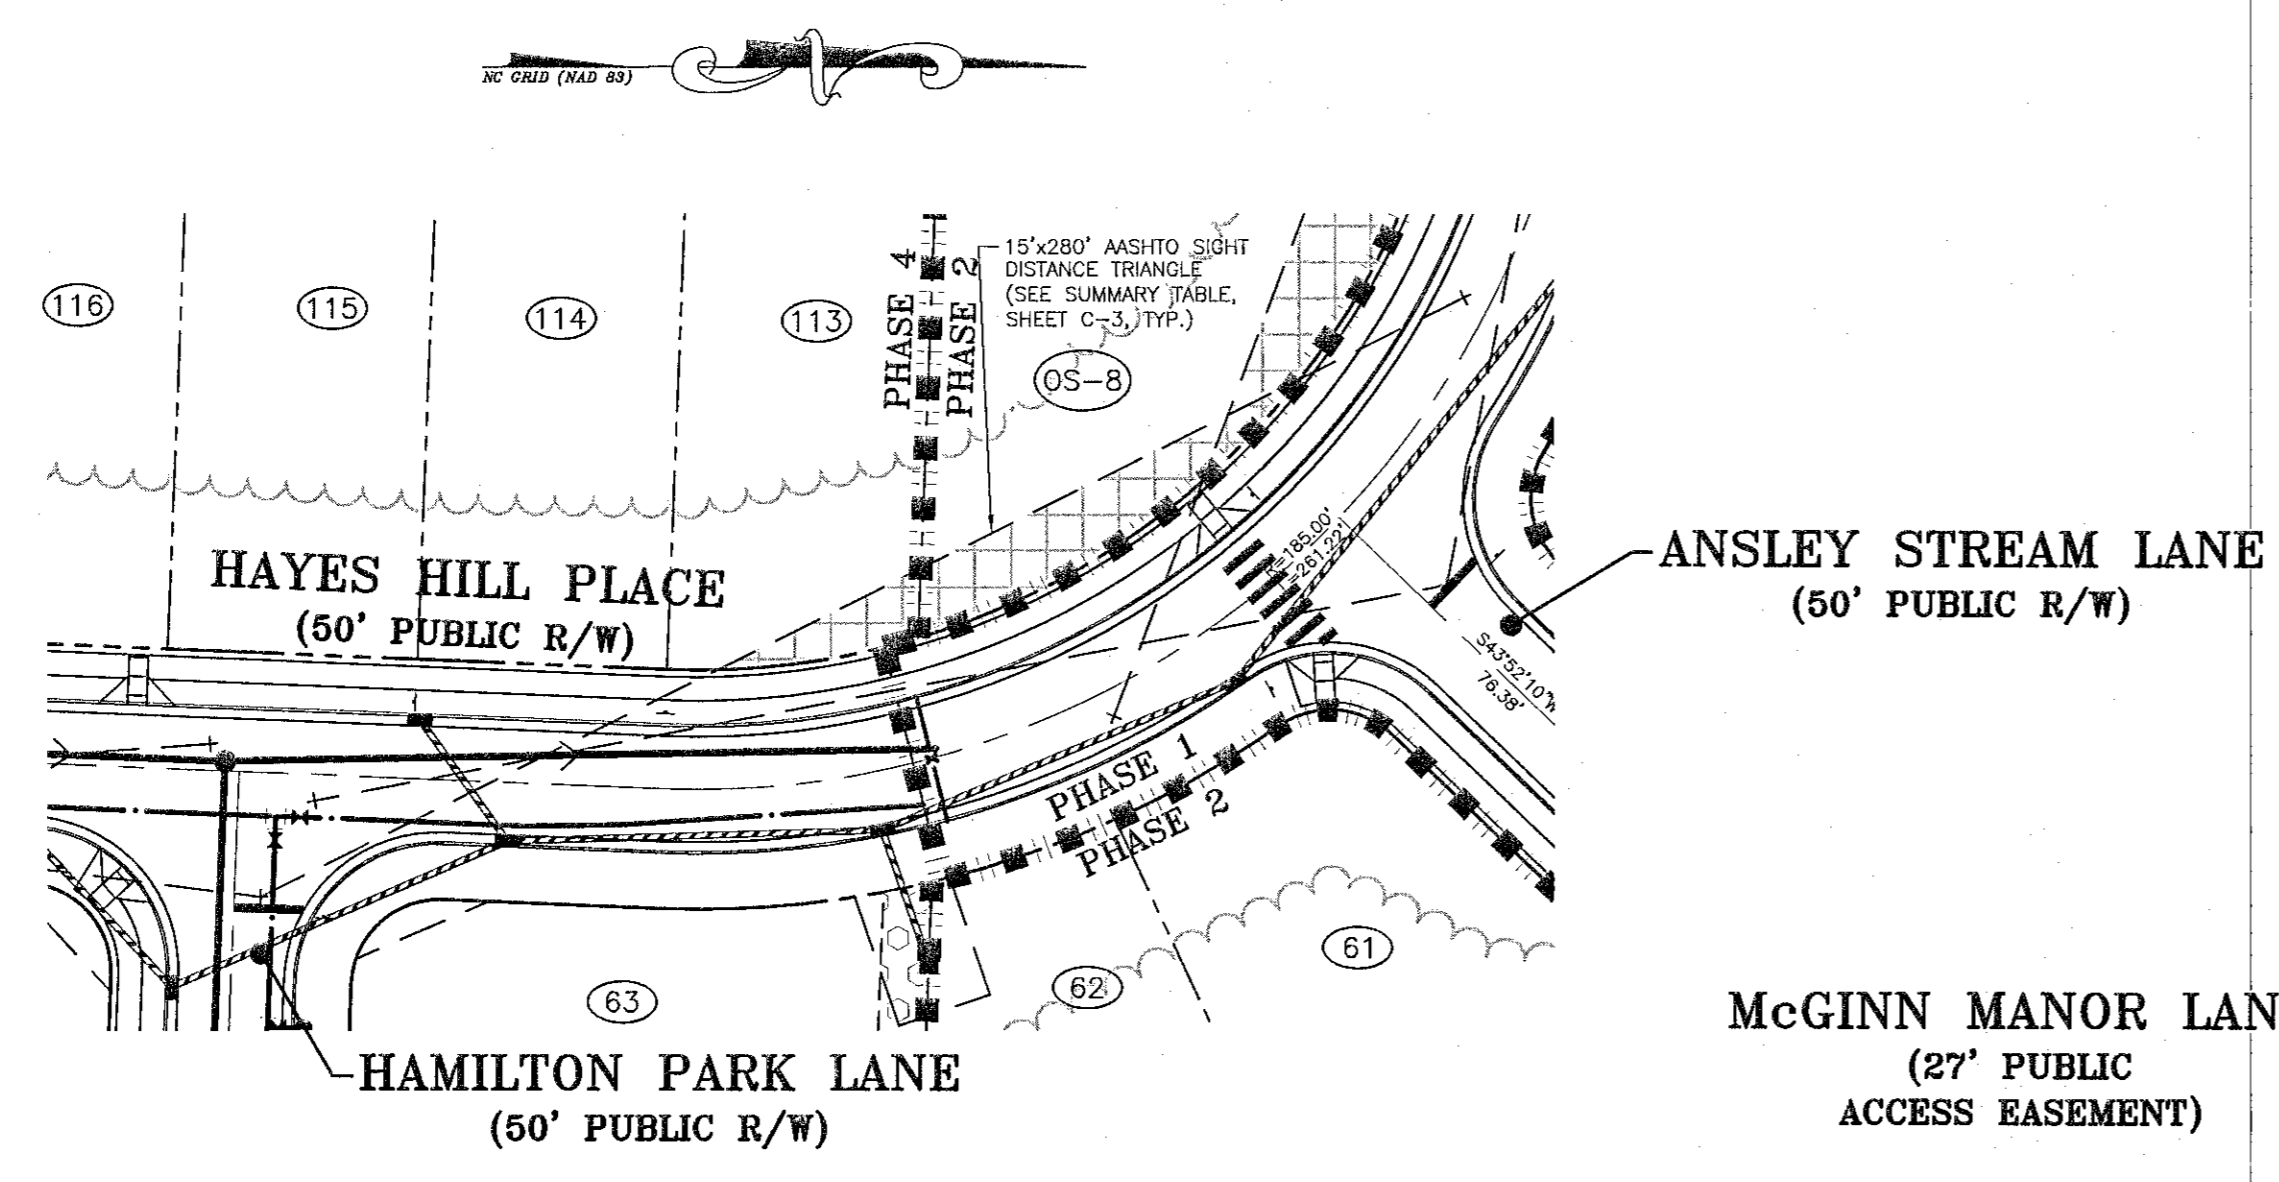 NC GRID (NAD 83)
15'x280' AASHTO SIGHT
DISTANCE TRIANGLE
(SEE SUMMARY TABLE,
SHEET C-3, TYP.)
PHASE 4
PHASE 2
116
115
114
113
OS-8
HAYES HILL PLACE
(50' PUBLIC R/W)
R=185.00'
L=261.22'
ANSLEY STREAM LANE
(50' PUBLIC R/W)
S43°52'10"W
76.38'
PHASE 1
PHASE 2
63
62
61
HAMILTON PARK LANE
(50' PUBLIC R/W)
McGINN MANOR LAN
(27' PUBLIC
ACCESS EASEMENT)